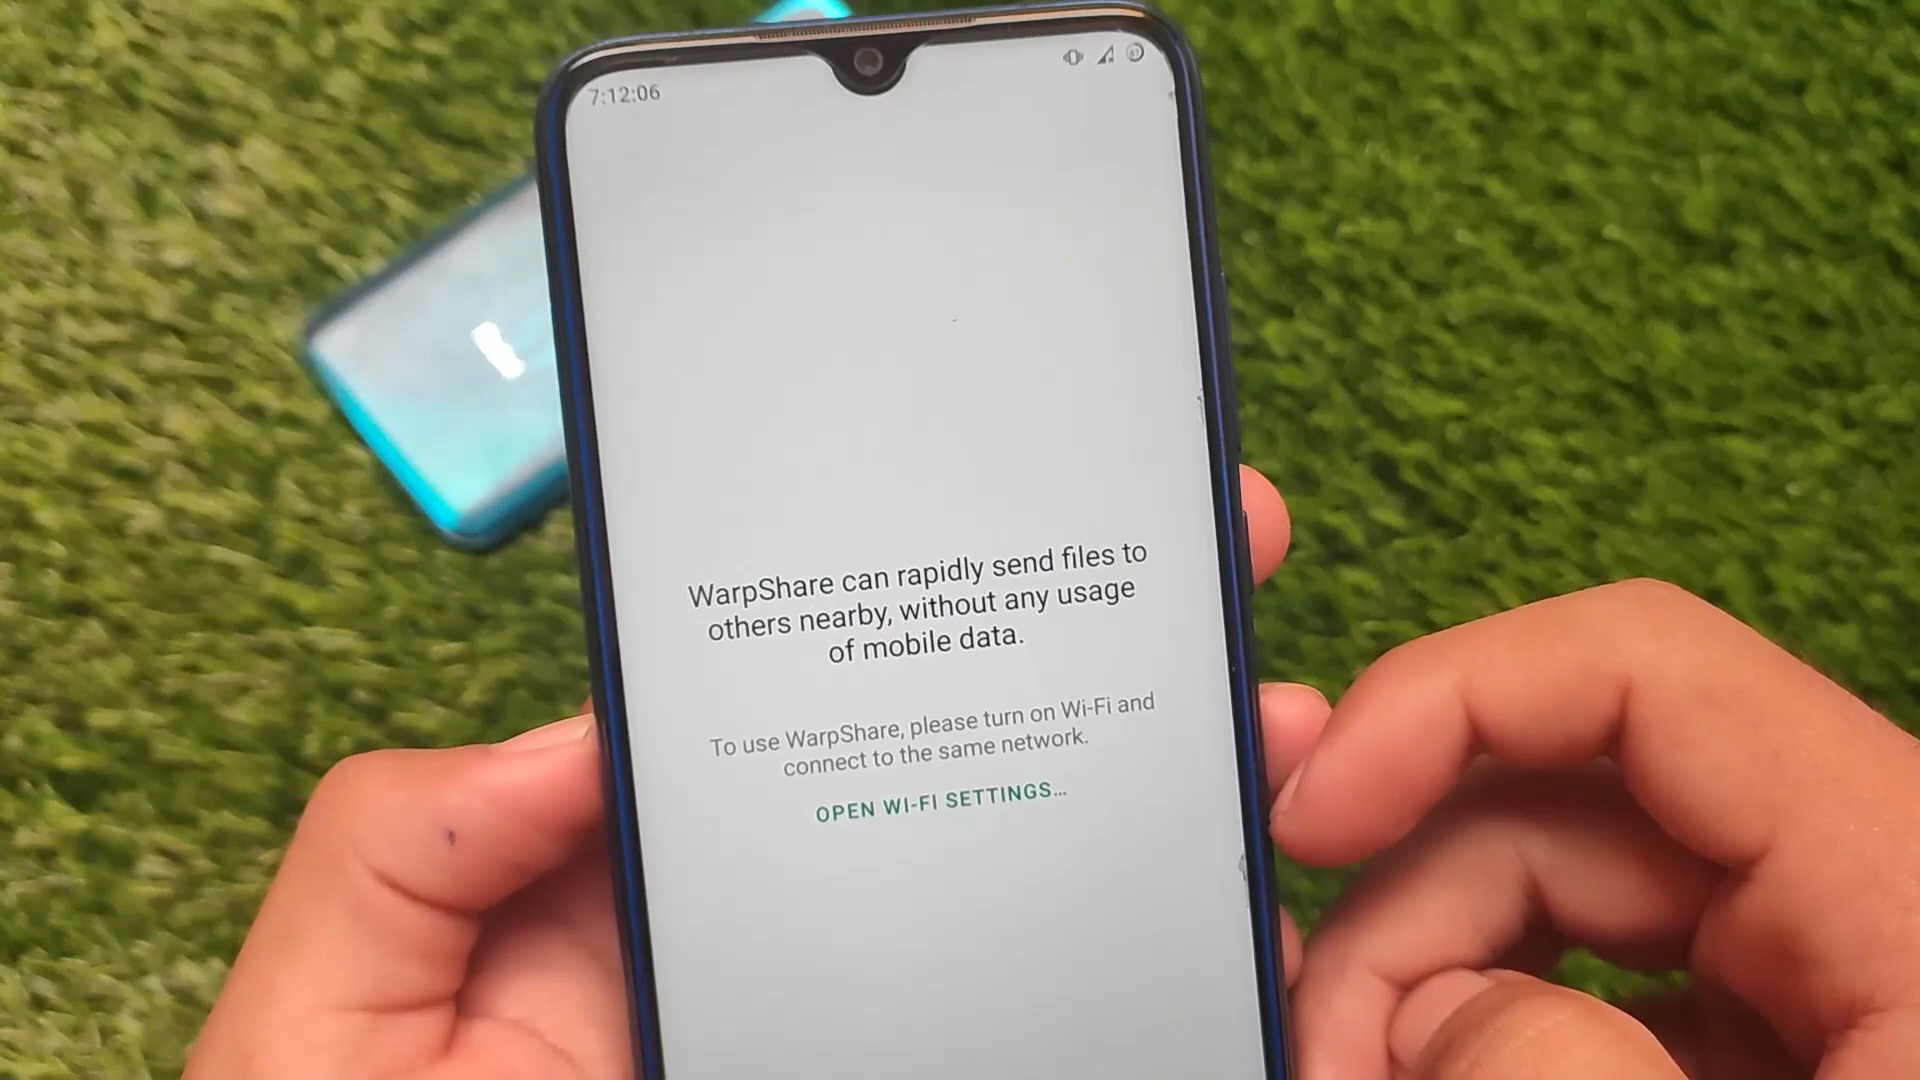 7:12:06
WarpShare can rapidly send files to
others nearby, without any usage
of mobile data.
To use WarpShare, please turn on Wi-Fi and
connect to the same network.
OPEN WI-FI SETTINGS…